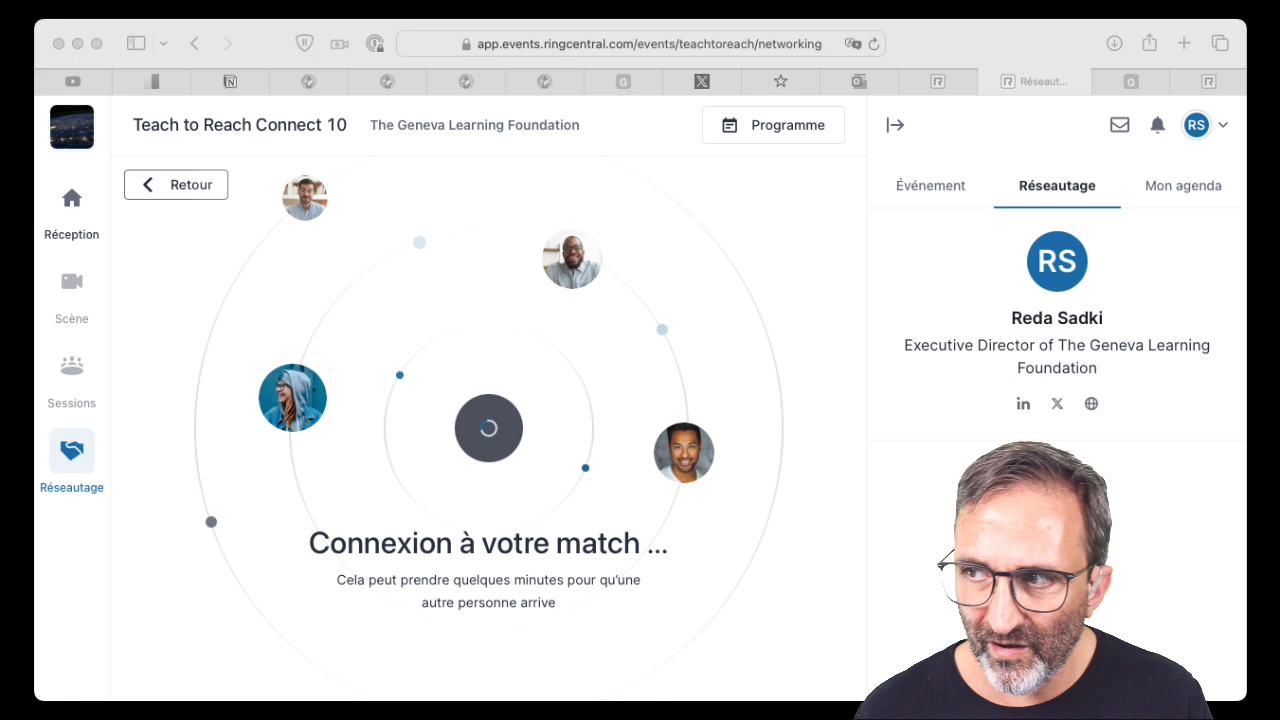 app.events.ringcentral.com/events/teachtoreach/networking
Réseaut...
Teach to Reach Connect 10
The Geneva Learning Foundation
Programme
RS
Retour
Réception
Scène
Sessions
Réseautage
Événement
Réseautage
Mon agenda
RS
Reda Sadki
Executive Director of The Geneva Learning
Foundation
Connexion à votre match ...
Cela peut prendre quelques minutes pour qu'une
autre personne arrive